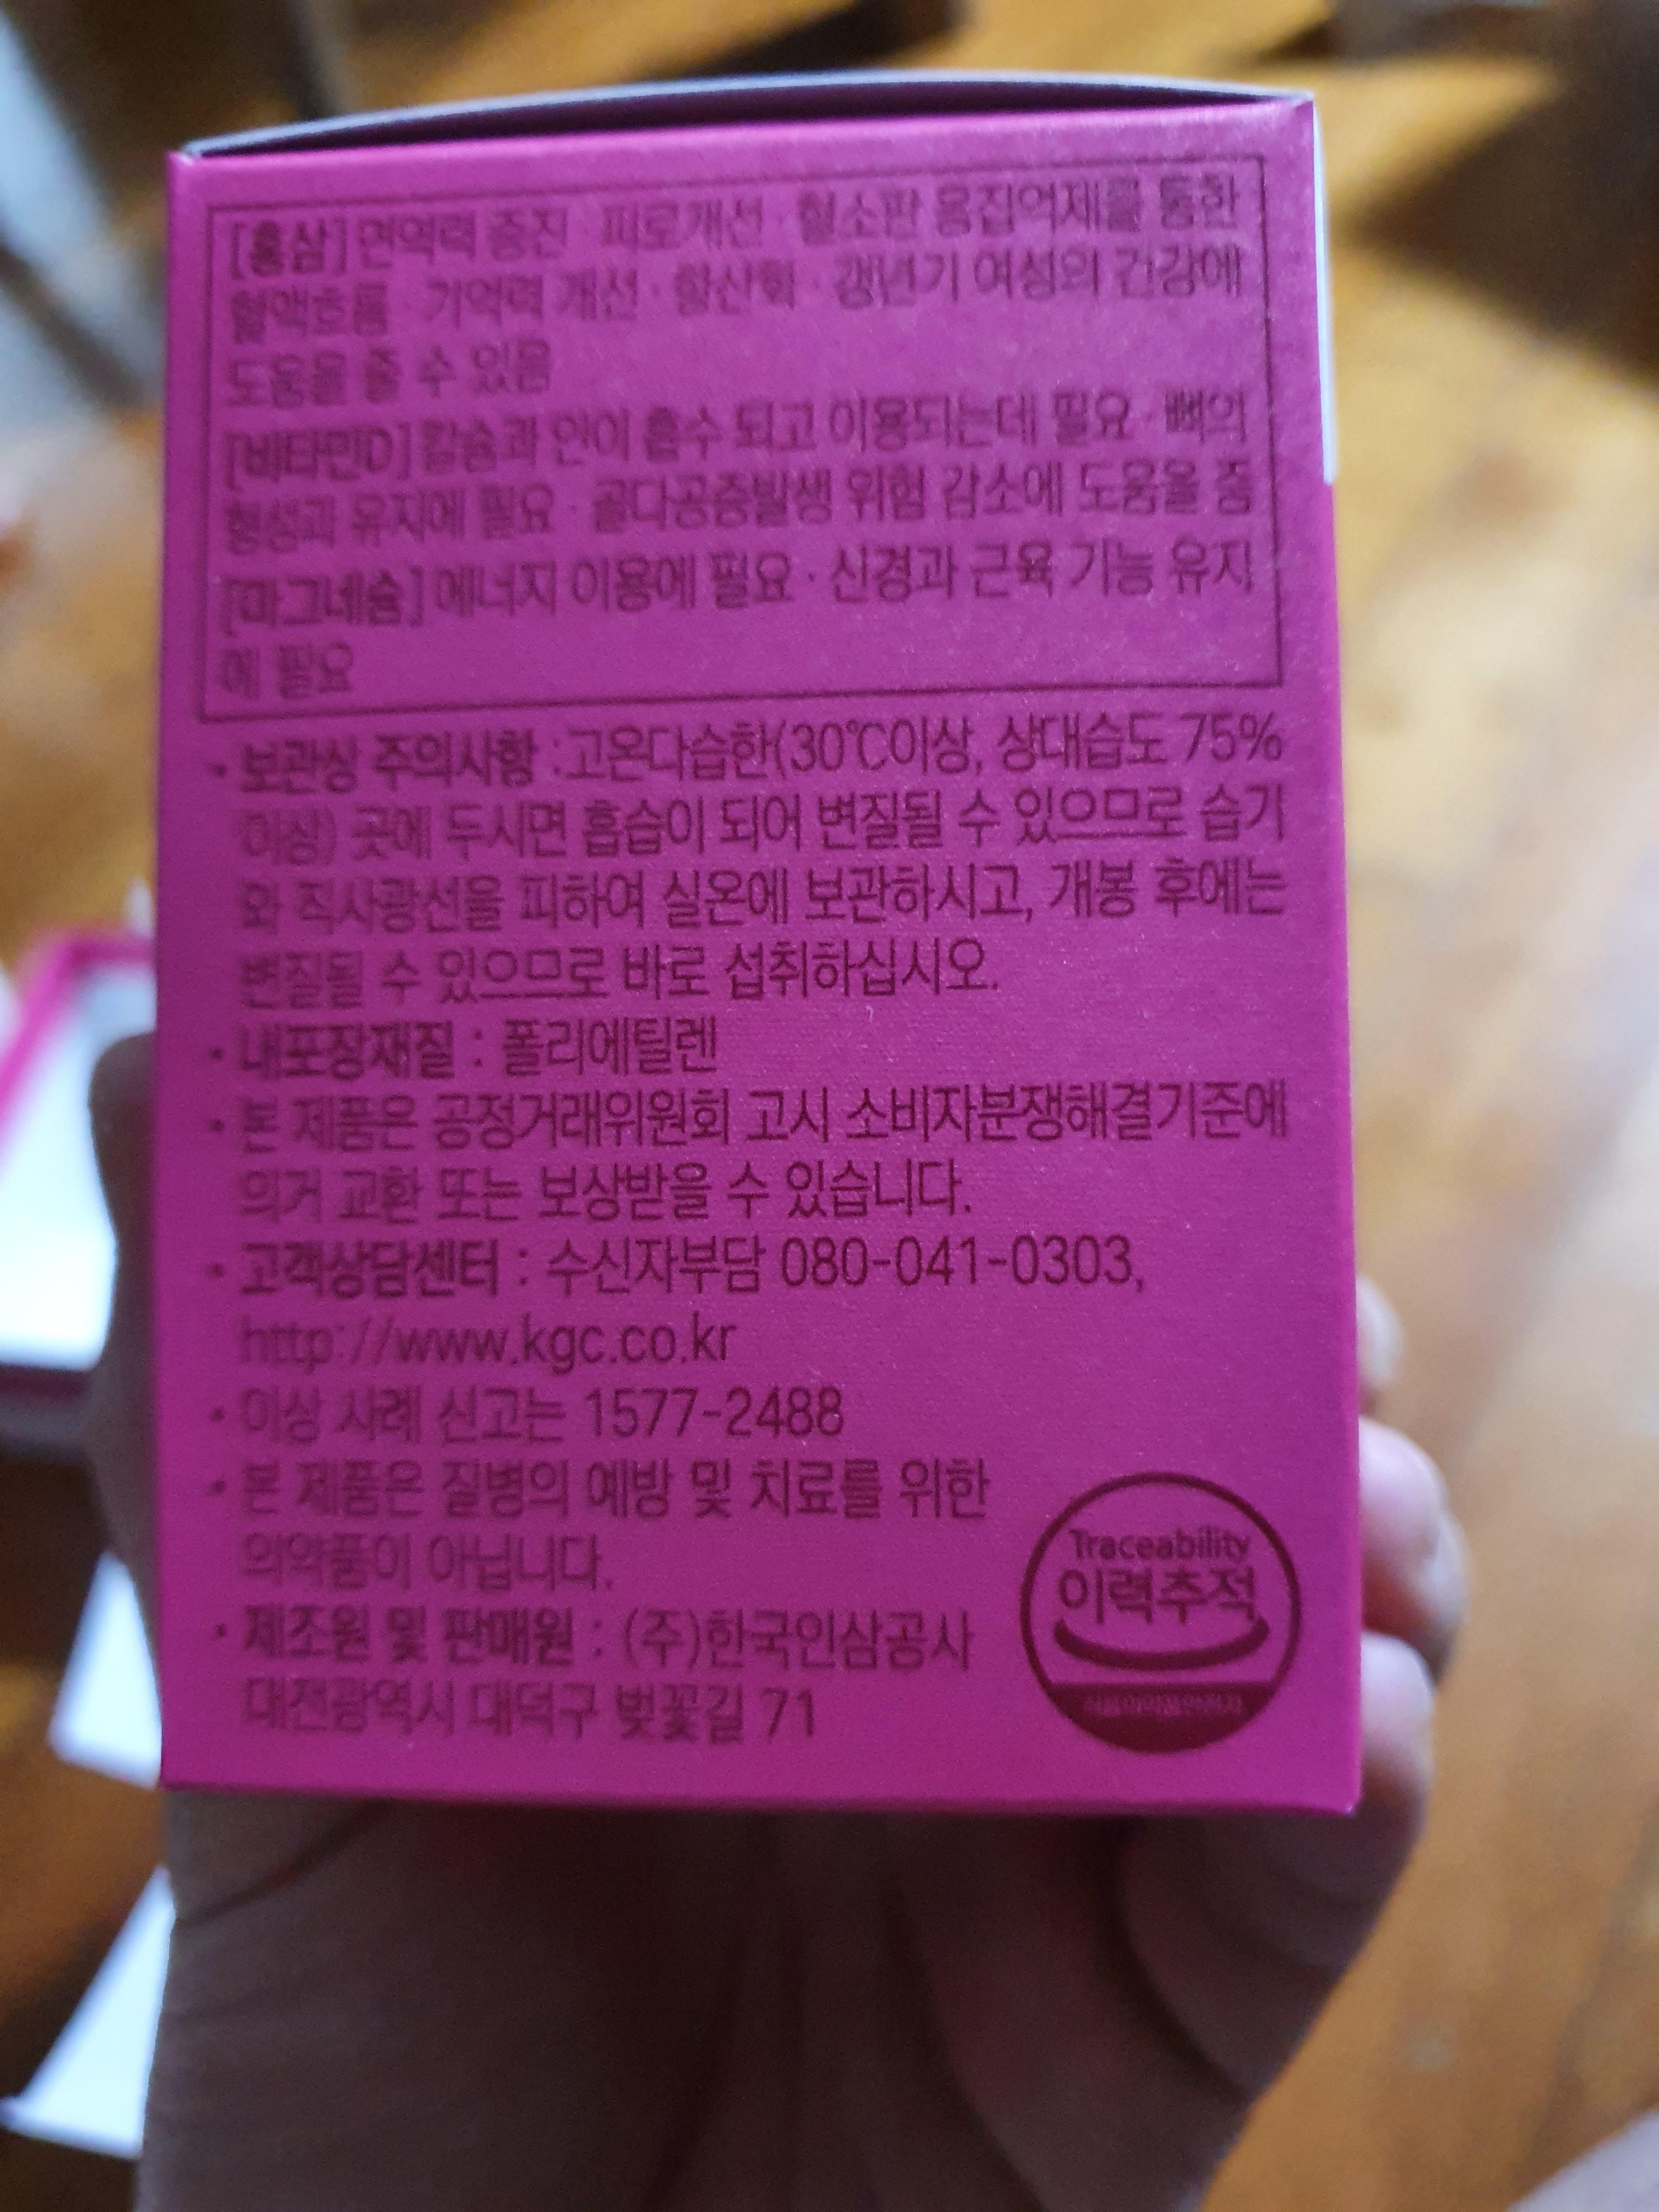 [홍삼] 면역력 증진 · 피로개선 · 혈소판 응집억제를 통한
혈액흐름 · 기억력 개선 · 항산화 · 갱년기 여성의 건강에
도움을 줄 수 있음
[비타민D] 칼슘과 인이 흡수 되고 이용되는데 필요 · 뼈의
형성과 유지에 필요 · 골다공증발생 위험 감소에 도움을 줌
[마그네슘] 에너지 이용에 필요 · 신경과 근육 기능 유지
에 필요
· 보관상 주의사항 : 고온다습한(30℃이상, 상대습도 75%
이상) 곳에 두시면 흡습이 되어 변질될 수 있으므로 습기
와 직사광선을 피하여 실온에 보관하시고, 개봉 후에는
변질될 수 있으므로 바로 섭취하십시오.
· 내포장재질 : 폴리에틸렌
· 본 제품은 공정거래위원회 고시 소비자분쟁해결기준에
의거 교환 또는 보상받을 수 있습니다.
· 고객상담센터 : 수신자부담 080-041-0303,
http://www.kgc.co.kr
· 이상 사례 신고는 1577-2488
· 본 제품은 질병의 예방 및 치료를 위한
의약품이 아닙니다.
· 제조원 및 판매원 : (주)한국인삼공사
대전광역시 대덕구 벚꽃길 71
Traceability
이력추적
식품의약품안전처